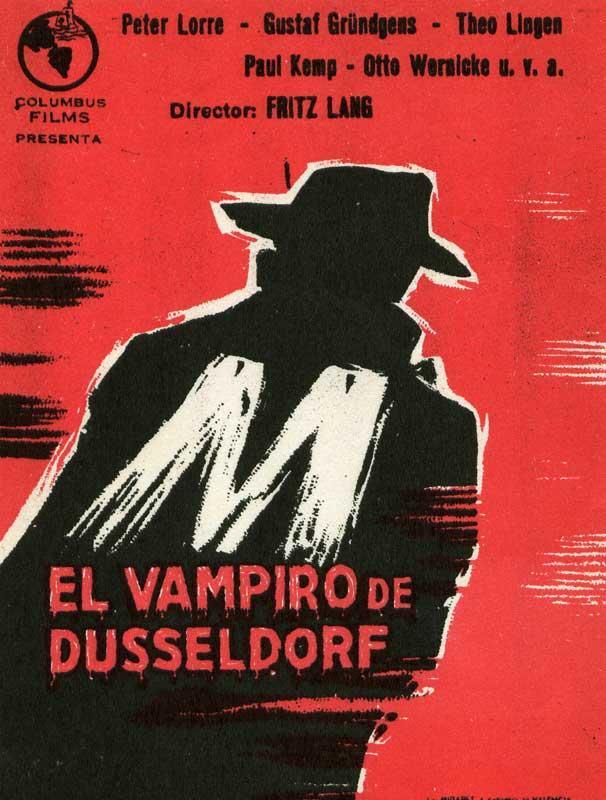 Peter Lorre - Gustaf Gründgens - Theo Lingen
Paul Kemp - Otto Wernicke u. v. a.
Director: FRITZ LANG
COLUMBUS
FILMS
PRESENTA
M
EL VAMPIRO DE
DUSSELDORF